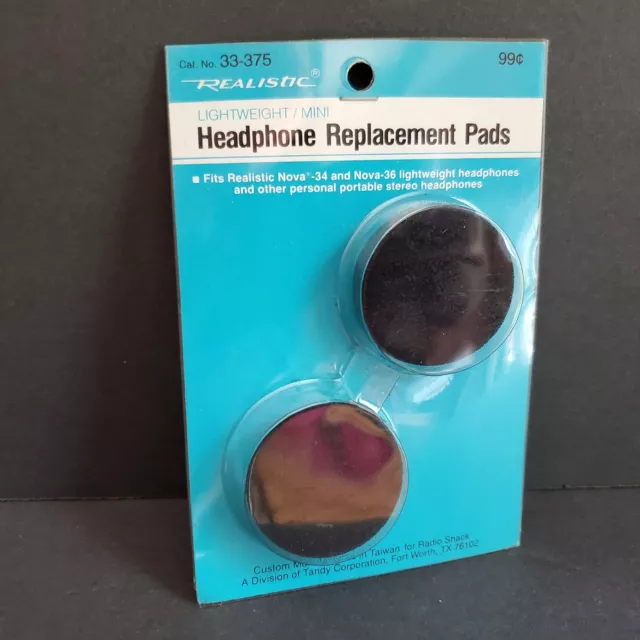 Cat. No. 33-375 99¢
REALISTIC®
LIGHTWEIGHT / MINI
Headphone Replacement Pads
■ Fits Realistic Nova®-34 and Nova-36 lightweight headphones
and other personal portable stereo headphones
Custom in Taiwan for Radio Shack
A Division of Tandy Corporation, Fort Worth, TX 76102